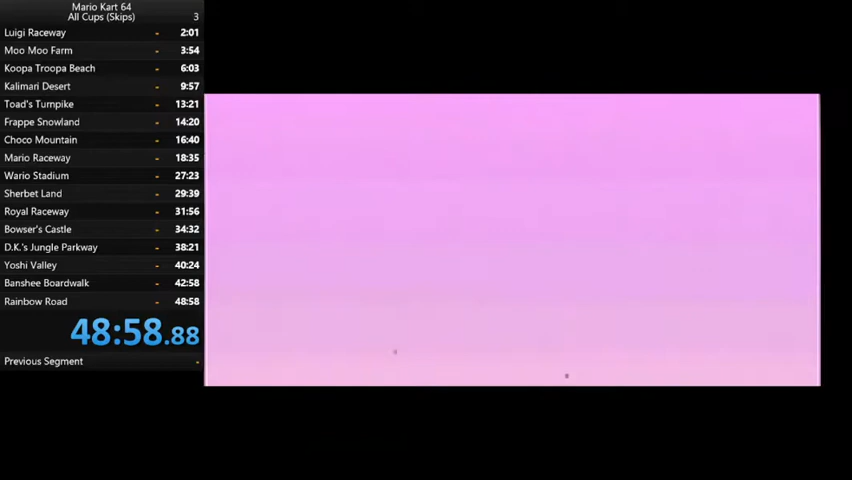 Mario Kart 64
All Cups (Skips) 3
Luigi Raceway - 2:01
Moo Moo Farm - 3:54
Koopa Troopa Beach - 6:03
Kalimari Desert - 9:57
Toad's Turnpike - 13:21
Frappe Snowland - 14:20
Choco Mountain - 16:40
Mario Raceway - 18:35
Wario Stadium - 27:23
Sherbet Land - 29:39
Royal Raceway - 31:56
Bowser's Castle - 34:32
D.K.'s Jungle Parkway - 38:21
Yoshi Valley - 40:24
Banshee Boardwalk - 42:58
Rainbow Road - 48:58
48:58.88
Previous Segment -